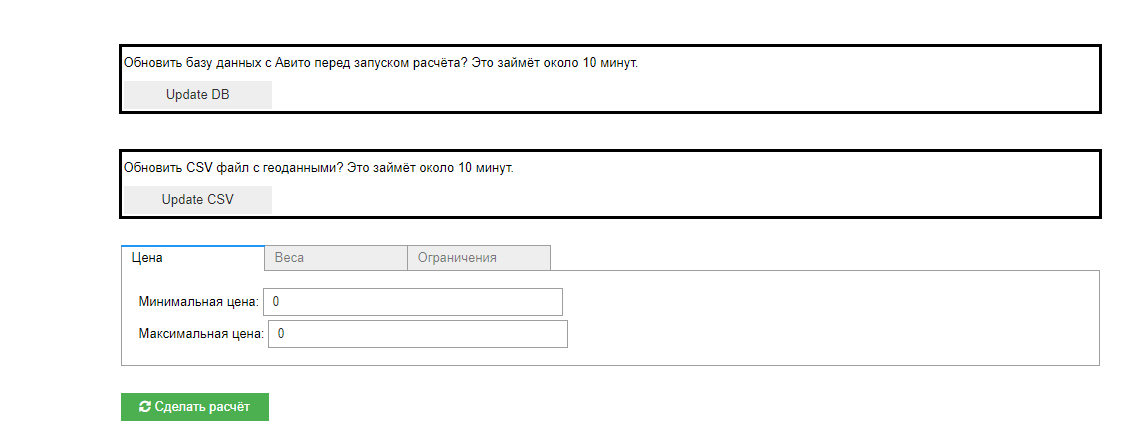 Обновить базу данных с Авито перед запуском расчёта? Это займёт около 10 минут.
Update DB
Обновить CSV файл с геоданными? Это займёт около 10 минут.
Update CSV
Цена Веса Ограничения
Минимальная цена: 0
Максимальная цена: 0
Сделать расчёт